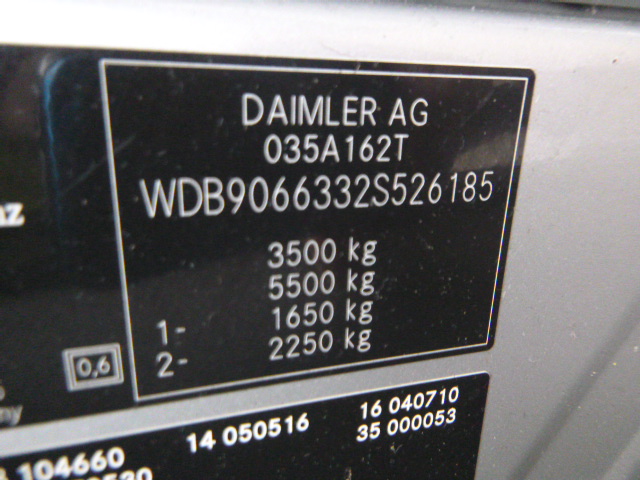 DAIMLER AG
035A162T
WDB9066332S526185
3500 kg
5500 kg
1- 1650 kg
2- 2250 kg
0,6
14 050516 16 040710
104660 35 000053